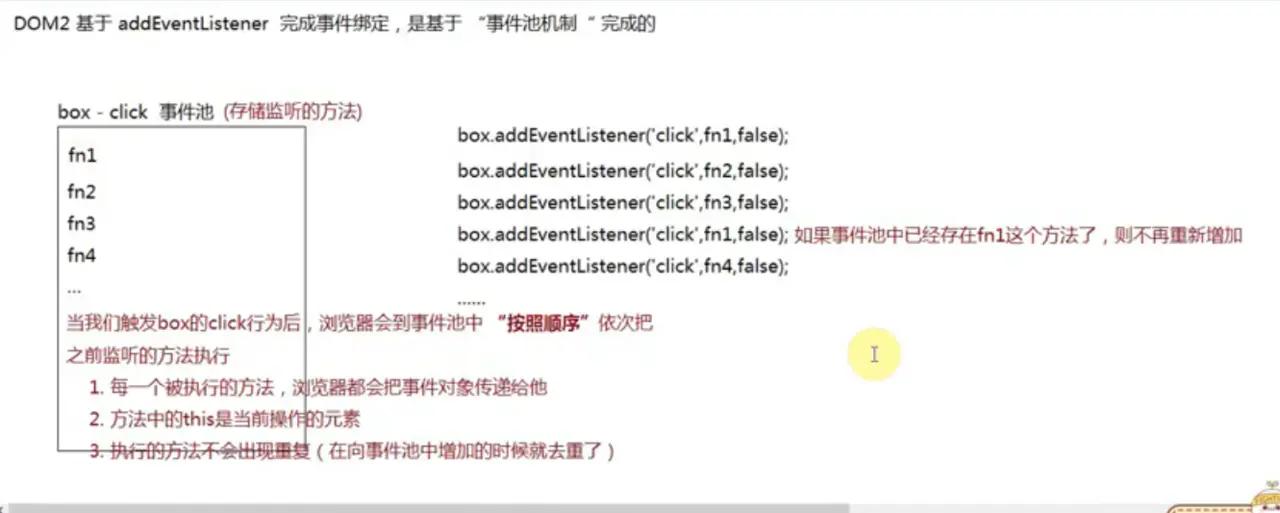 DOM2 基于 addEventListener 完成事件绑定，是基于 “事件池机制 “ 完成的
box - click 事件池 (存储监听的方法)
fn1
fn2
fn3
fn4
...
box.addEventListener('click',fn1,false);
box.addEventListener('click',fn2,false);
box.addEventListener('click',fn3,false);
box.addEventListener('click',fn1,false); 如果事件池中已经存在fn1这个方法了，则不再重新增加
box.addEventListener('click',fn4,false);
......
当我们触发box的click行为后，浏览器会到事件池中 “按照顺序” 依次把
之前监听的方法执行
1. 每一个被执行的方法，浏览器都会把事件对象传递给他
2. 方法中的this是当前操作的元素
3. 执行的方法不会出现重复（在向事件池中增加的时候就去重了）